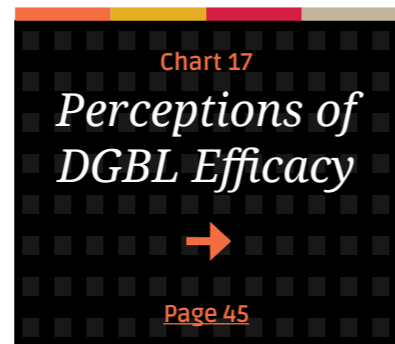 Chart 17
Perceptions of
DGBL Efficacy
Page 45